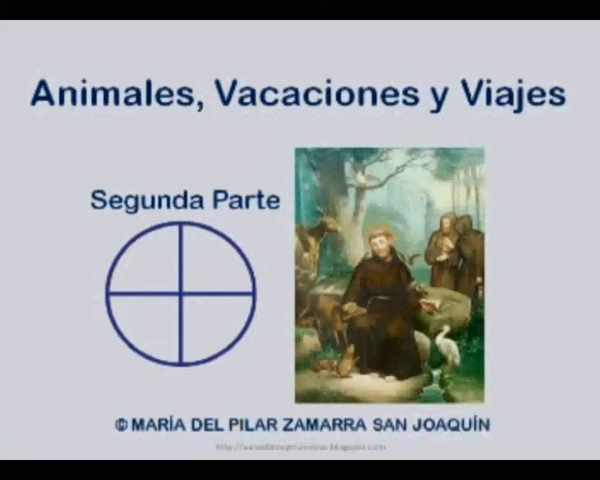 Animales, Vacaciones y Viajes
Segunda Parte
© MARÍA DEL PILAR ZAMARRA SAN JOAQUÍN